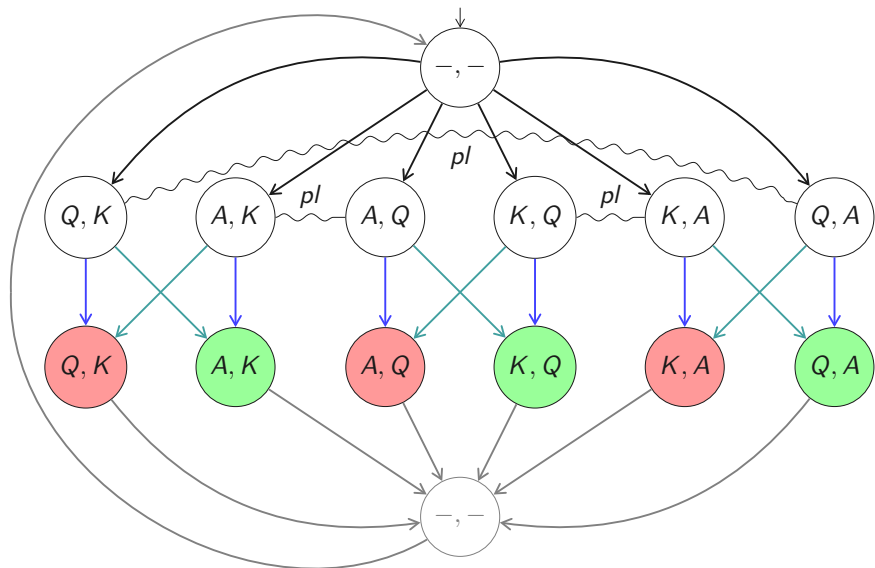 −, −
pl
pl
pl
Q, K
A, K
A, Q
K, Q
K, A
Q, A
Q, K
A, K
A, Q
K, Q
K, A
Q, A
−, −